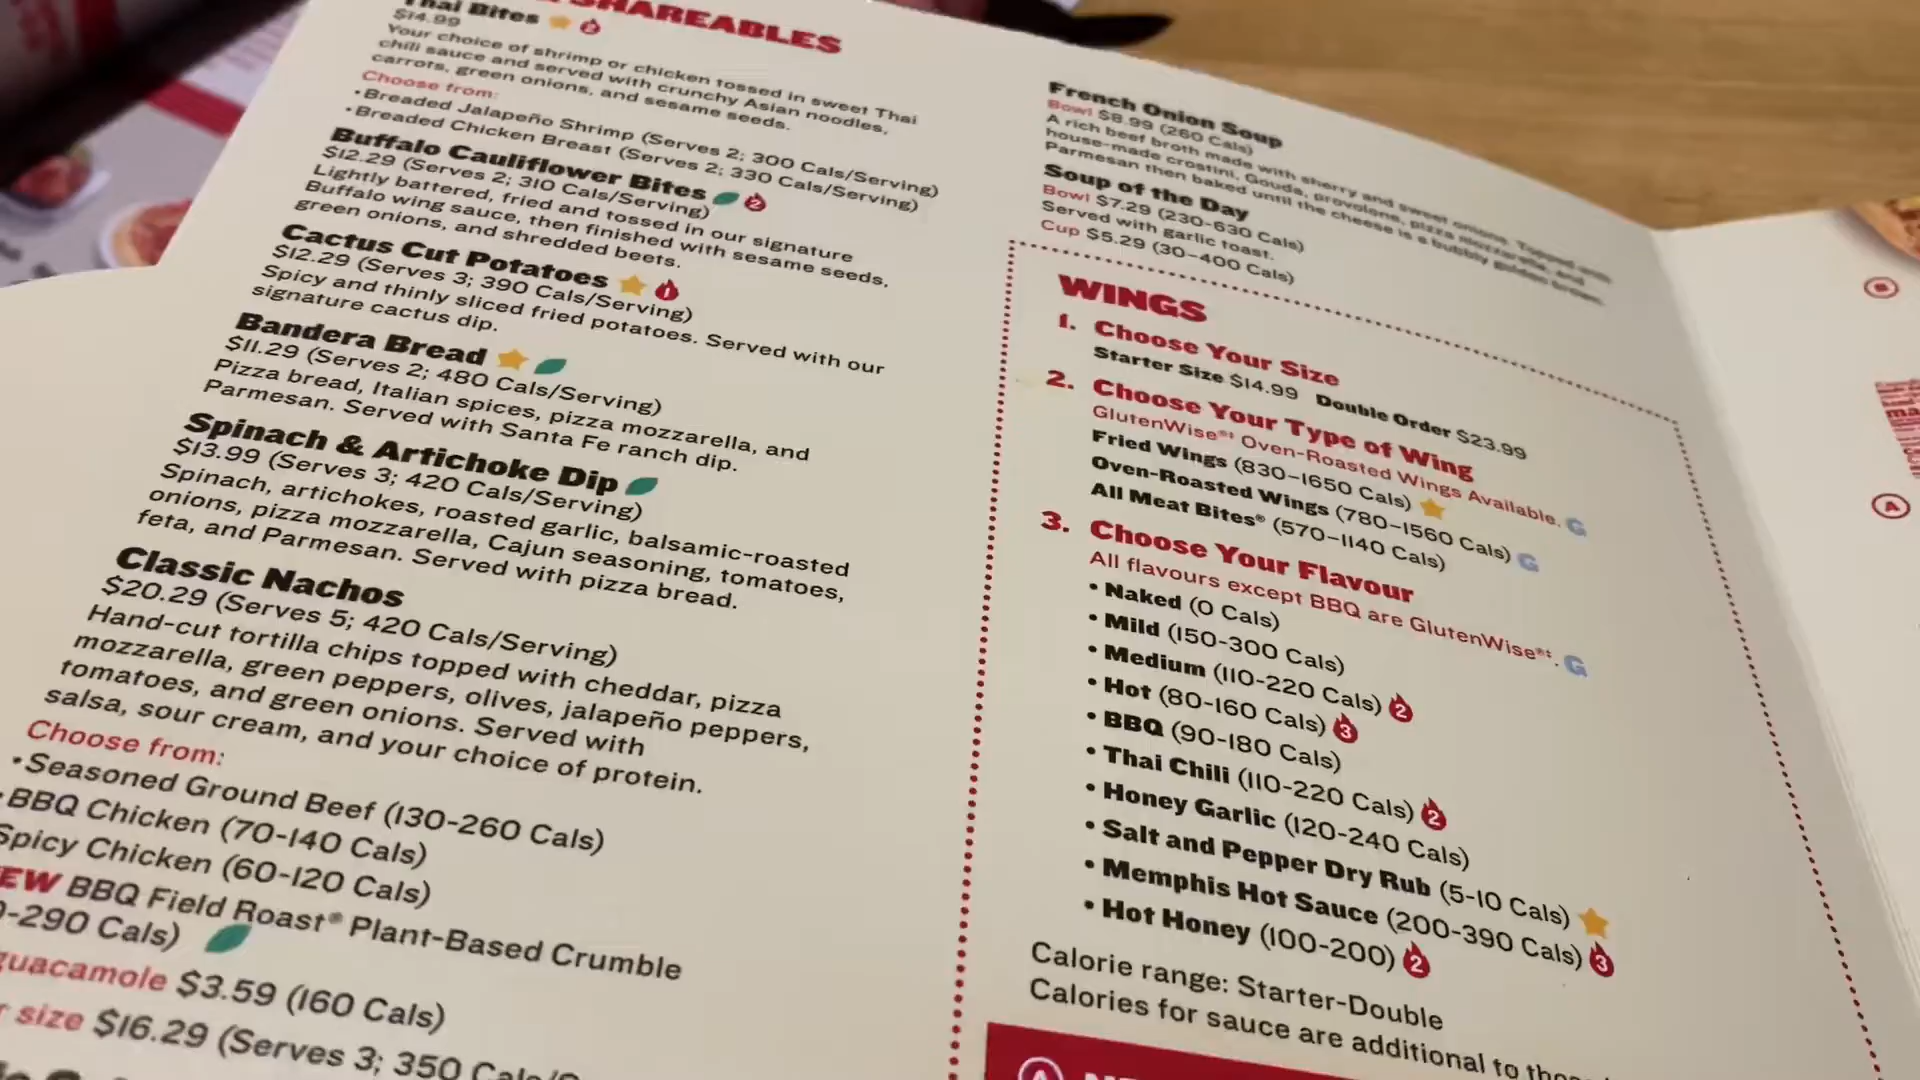 SHAREABLES
Thai Bites
$14.99
Your choice of shrimp or chicken tossed in sweet Thai
chili sauce and served with crunchy Asian noodles,
carrots, green onions, and sesame seeds.
Choose from:
• Breaded Jalapeño Shrimp (Serves 2; 300 Cals/Serving)
• Breaded Chicken Breast (Serves 2; 330 Cals/Serving)
Buffalo Cauliflower Bites 2
$12.29 (Serves 2; 310 Cals/Serving)
Lightly battered, fried and tossed in our signature
Buffalo wing sauce, then finished with sesame seeds,
green onions, and shredded beets.
Cactus Cut Potatoes 1
$12.29 (Serves 3; 390 Cals/Serving)
Spicy and thinly sliced fried potatoes. Served with our
signature cactus dip.
Bandera Bread
$11.29 (Serves 2; 480 Cals/Serving)
Pizza bread, Italian spices, pizza mozzarella, and
Parmesan. Served with Santa Fe ranch dip.
Spinach & Artichoke Dip
$13.99 (Serves 3; 420 Cals/Serving)
Spinach, artichokes, roasted garlic, balsamic-roasted
onions, pizza mozzarella, Cajun seasoning, tomatoes,
feta, and Parmesan. Served with pizza bread.
Classic Nachos
$20.29 (Serves 5; 420 Cals/Serving)
Hand-cut tortilla chips topped with cheddar, pizza
mozzarella, green peppers, olives, jalapeño peppers,
tomatoes, and green onions. Served with
salsa, sour cream, and your choice of protein.
Choose from:
• Seasoned Ground Beef (130-260 Cals)
• BBQ Chicken (70-140 Cals)
Spicy Chicken (60-120 Cals)
EW BBQ Field Roast® Plant-Based Crumble
-290 Cals)
guacamole $3.59 (160 Cals)
size $16.29 (Serves 3; 350
French Onion Soup
Bowl $8.99 (260 Cals)
A rich beef broth made with sherry and sweet onions. Topped with
house-made crostini, Gouda, provolone, pizza mozzarella, and
Parmesan then baked until the cheese is a bubbly golden brown.
Soup of the Day
Bowl $7.29 (230-630 Cals)
Served with garlic toast.
Cup $5.29 (30-400 Cals)
WINGS
1. Choose Your Size
Starter Size $14.99 Double Order $23.99
2. Choose Your Type of Wing
GlutenWise®‡ Oven-Roasted Wings Available. G
Fried Wings (830-1650 Cals)
Oven-Roasted Wings (780-1560 Cals) G
All Meat Bites® (570-1140 Cals)
3. Choose Your Flavour
All flavours except BBQ are GlutenWise®‡. G
• Naked (0 Cals)
• Mild (150-300 Cals)
• Medium (110-220 Cals) 2
• Hot (80-160 Cals) 3
• BBQ (90-180 Cals)
• Thai Chili (110-220 Cals) 2
• Honey Garlic (120-240 Cals)
• Salt and Pepper Dry Rub (5-10 Cals)
• Memphis Hot Sauce (200-390 Cals) 3
• Hot Honey (100-200) 2
Calorie range: Starter-Double
Calories for sauce are additional to
A
B
A